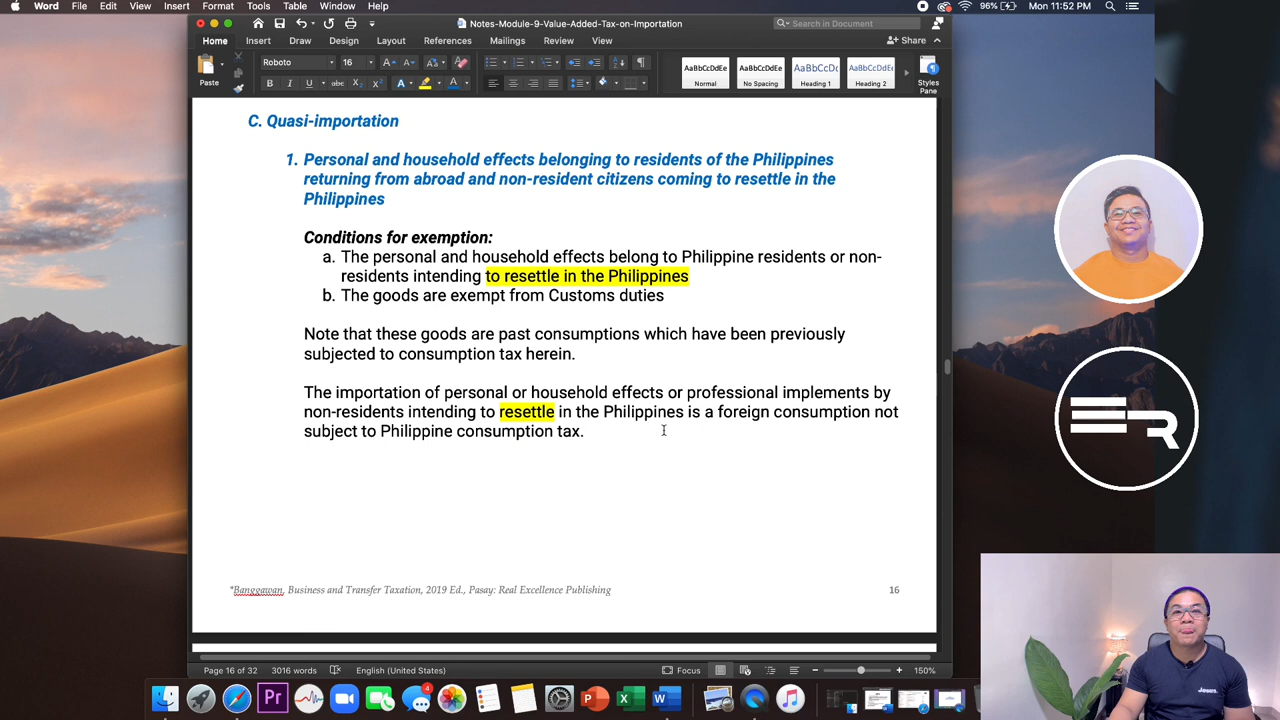 Word File Edit View Insert Format Tools Table Window Help
96% Mon 11:52 PM
Notes-Module-9-Value-Added-Tax-on-Importation
Search in Document
Home Insert Draw Design Layout References Mailings Review View
Share
Paste
Roboto 16
AaBbCcDdEe AaBbCcDdEe AaBbCcDc AaBbCcDdEe
Normal No Spacing Heading 1 Heading 2
Styles
Pane
C. Quasi-importation
1. Personal and household effects belonging to residents of the Philippines
returning from abroad and non-resident citizens coming to resettle in the
Philippines
Conditions for exemption:
a. The personal and household effects belong to Philippine residents or non-
residents intending to resettle in the Philippines
b. The goods are exempt from Customs duties
Note that these goods are past consumptions which have been previously
subjected to consumption tax herein.
The importation of personal or household effects or professional implements by
non-residents intending to resettle in the Philippines is a foreign consumption not
subject to Philippine consumption tax.
*Banggawan, Business and Transfer Taxation, 2019 Ed., Pasay: Real Excellence Publishing
16
Page 16 of 32 3016 words English (United States) Focus 150%